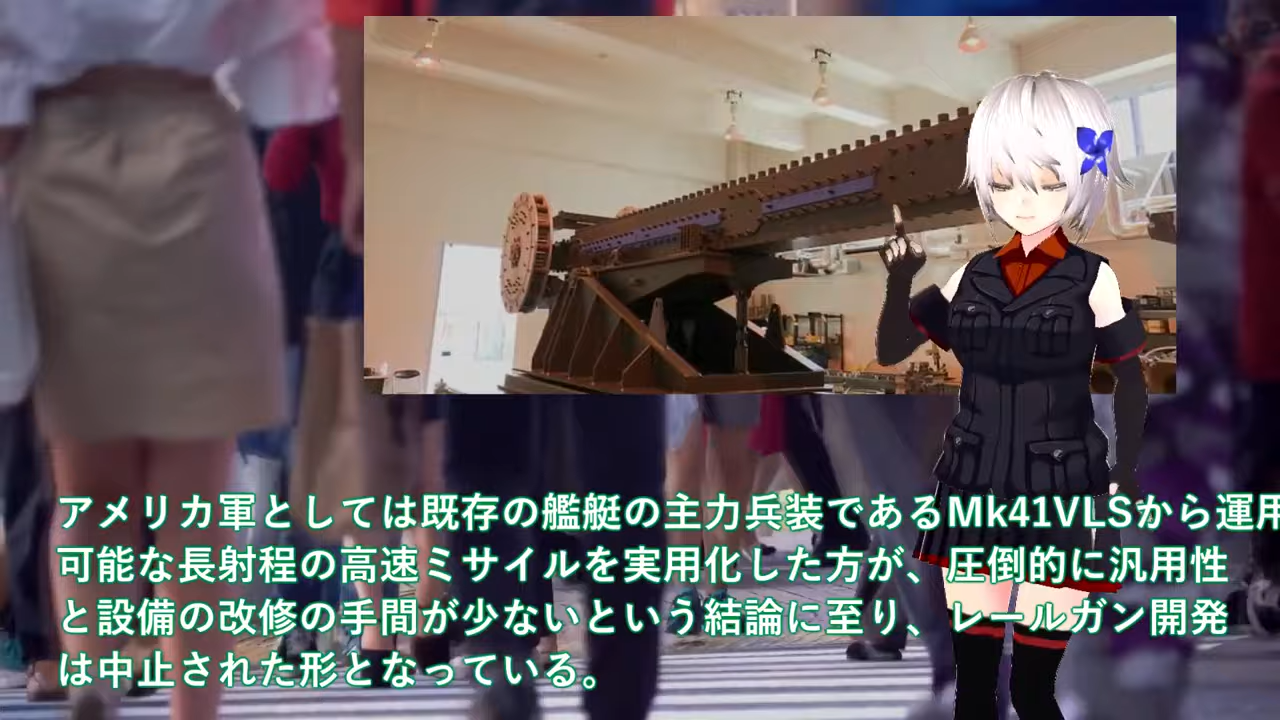 アメリカ軍としては既存の艦艇の主力兵装であるMk41VLSから運用
可能な長射程の高速ミサイルを実用化した方が、圧倒的に汎用性
と設備の改修の手間が少ないという結論に至り、レールガン開発
は中止された形となっている。